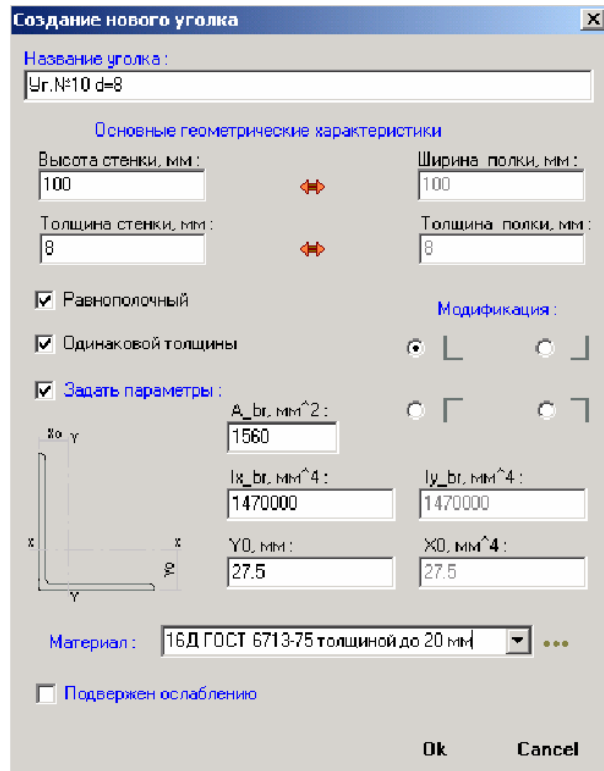 Создание нового уголка
Название уголка :
Уг.№10 d=8
Основные геометрические характеристики
Высота стенки, мм :
Ширина полки, мм :
100
100
Толщина стенки, мм :
Толщина полки, мм :
8
8
Равнополочный
Модификация :
Одинаковой толщины
Задать параметры :
A_br, мм^2 :
1560
Ix_br, мм^4 :
Iy_br, мм^4 :
1470000
1470000
Y0, мм :
X0, мм^4 :
27.5
27.5
Xo Y
x x
Y0
Y
Материал :
16Д ГОСТ 6713-75 толщиной до 20 мм
Подвержен ослаблению
Ok Cancel